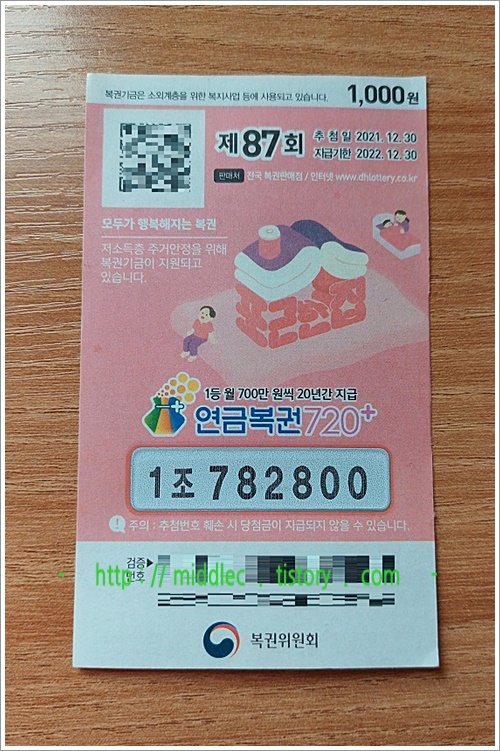 복권기금은 소외계층을 위한 복지사업 등에 사용되고 있습니다. 1,000원
제87회 추 첨 일 2021. 12. 30
지급기한 2022. 12. 30
판매처 전국 복권판매점 / 인터넷 www.dhlottery.co.kr
모두가 행복해지는 복권
저소득층 주거안정을 위해
복권기금이 지원되고
있습니다.
포근한집
1등 월 700만 원씩 20년간 지급
연금복권720+
1조 782800
! 주의 : 추첨번호 훼손 시 당첨금이 지급되지 않을 수 있습니다.
검증
번호
http // middlec . tistory . com
복권위원회